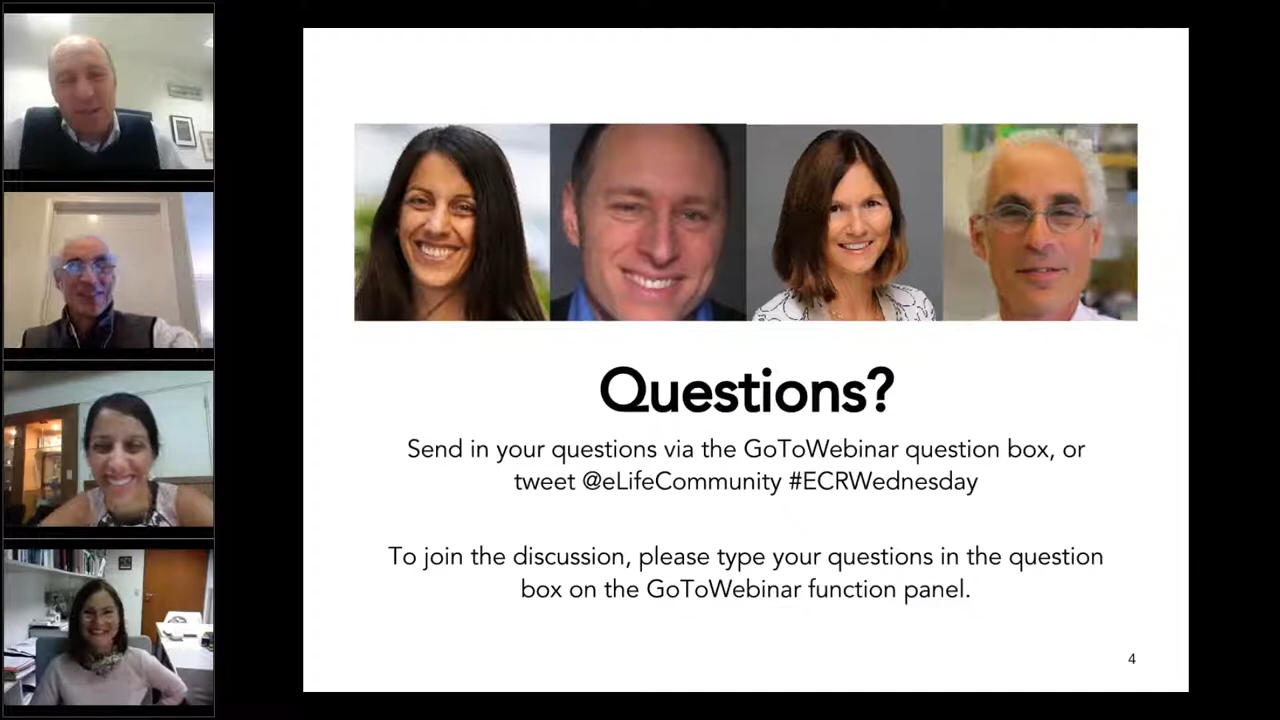 Questions?
Send in your questions via the GoToWebinar question box, or
tweet @eLifeCommunity #ECRWednesday
To join the discussion, please type your questions in the question
box on the GoToWebinar function panel.
4